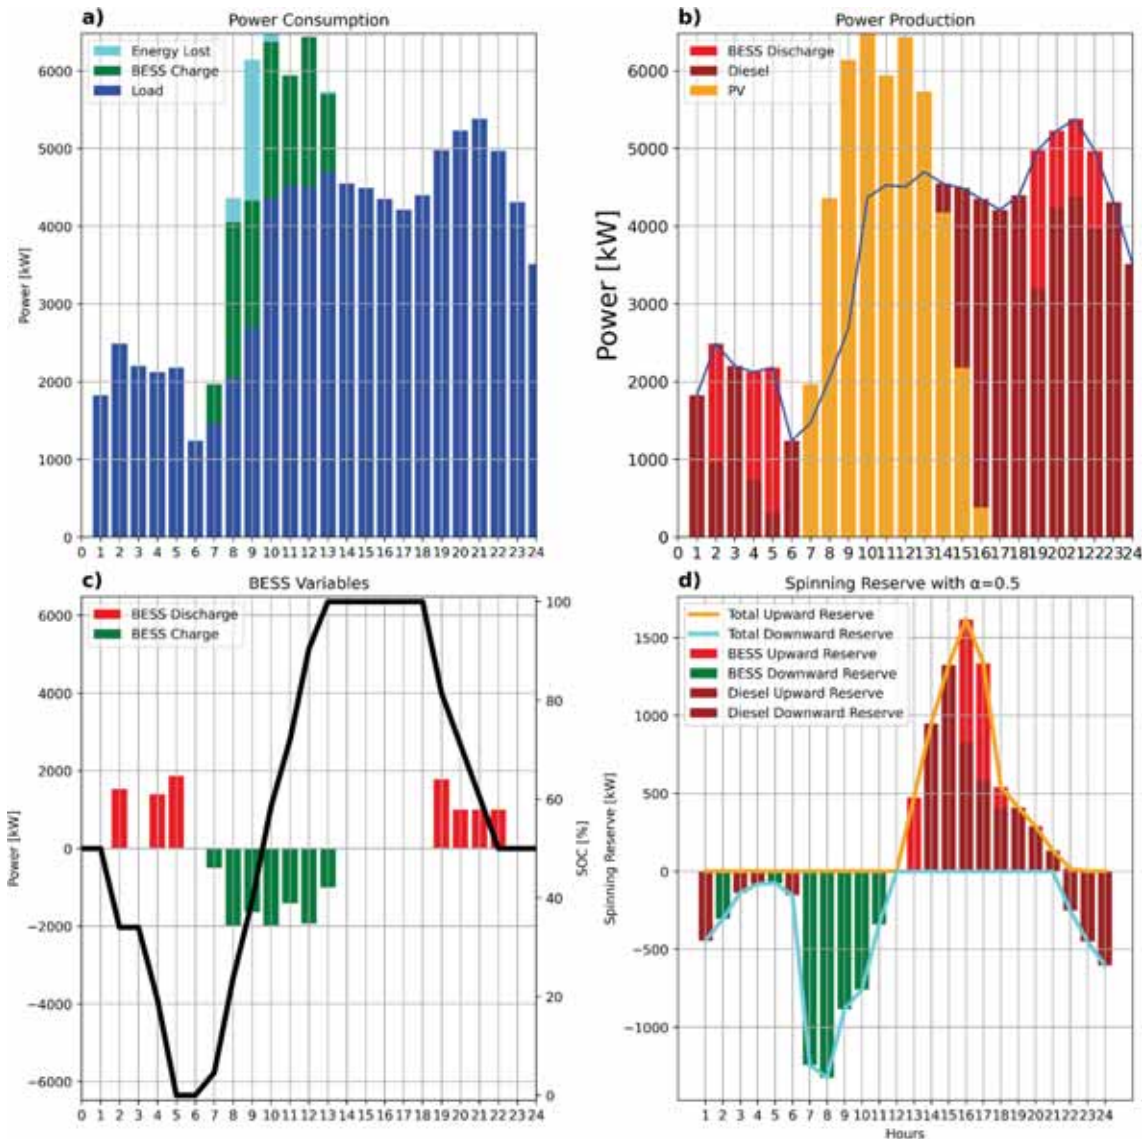 a) Power Consumption
Energy Lost
BESS Charge
Load
Power [kW]
6000
5000
4000
3000
2000
1000
0
0 1 2 3 4 5 6 7 8 9 10 11 12 13 14 15 16 17 18 19 20 21 22 23 24
b) Power Production
BESS Discharge
Diesel
PV
Power [kW]
6000
5000
4000
3000
2000
1000
0
0 1 2 3 4 5 6 7 8 9 10 11 12 13 14 15 16 17 18 19 20 21 22 23 24
c) BESS Variables
BESS Discharge
BESS Charge
Power [kW]
6000
4000
2000
0
−2000
−4000
−6000
SOC [%]
100
80
60
40
20
0
0 1 2 3 4 5 6 7 8 9 10 11 12 13 14 15 16 17 18 19 20 21 22 23 24
d) Spinning Reserve with α=0.5
Total Upward Reserve
Total Downward Reserve
BESS Upward Reserve
BESS Downward Reserve
Diesel Upward Reserve
Diesel Downward Reserve
Spinning Reserve [kW]
1500
1000
500
0
−500
−1000
1 2 3 4 5 6 7 8 9 10 11 12 13 14 15 16 17 18 19 20 21 22 23 24
Hours